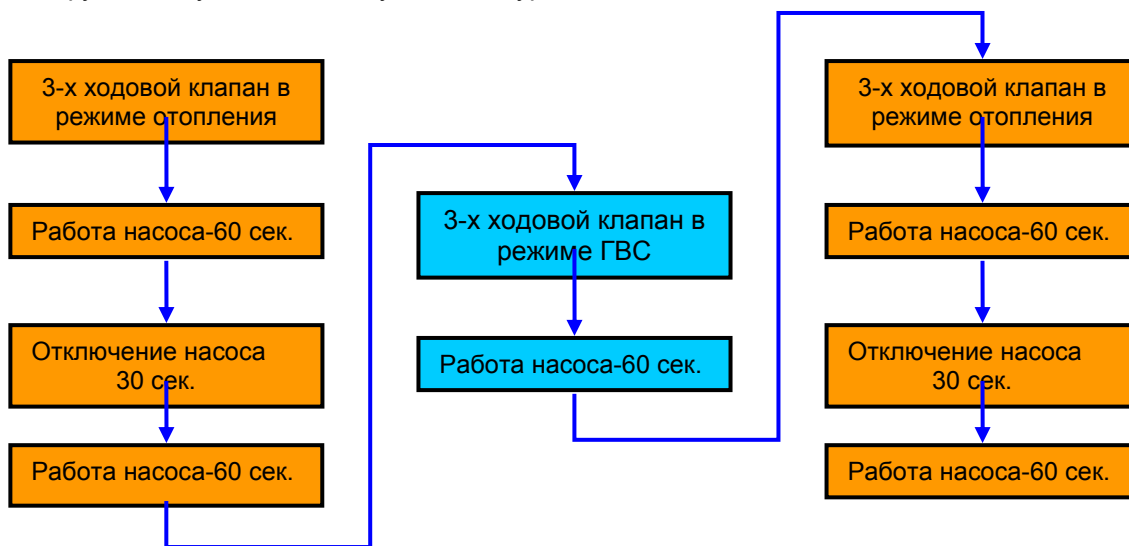 3-х ходовой клапан в
режиме отопления
Работа насоса-60 сек.
Отключение насоса
30 сек.
Работа насоса-60 сек.
3-х ходовой клапан в
режиме ГВС
Работа насоса-60 сек.
3-х ходовой клапан в
режиме отопления
Работа насоса-60 сек.
Отключение насоса
30 сек.
Работа насоса-60 сек.